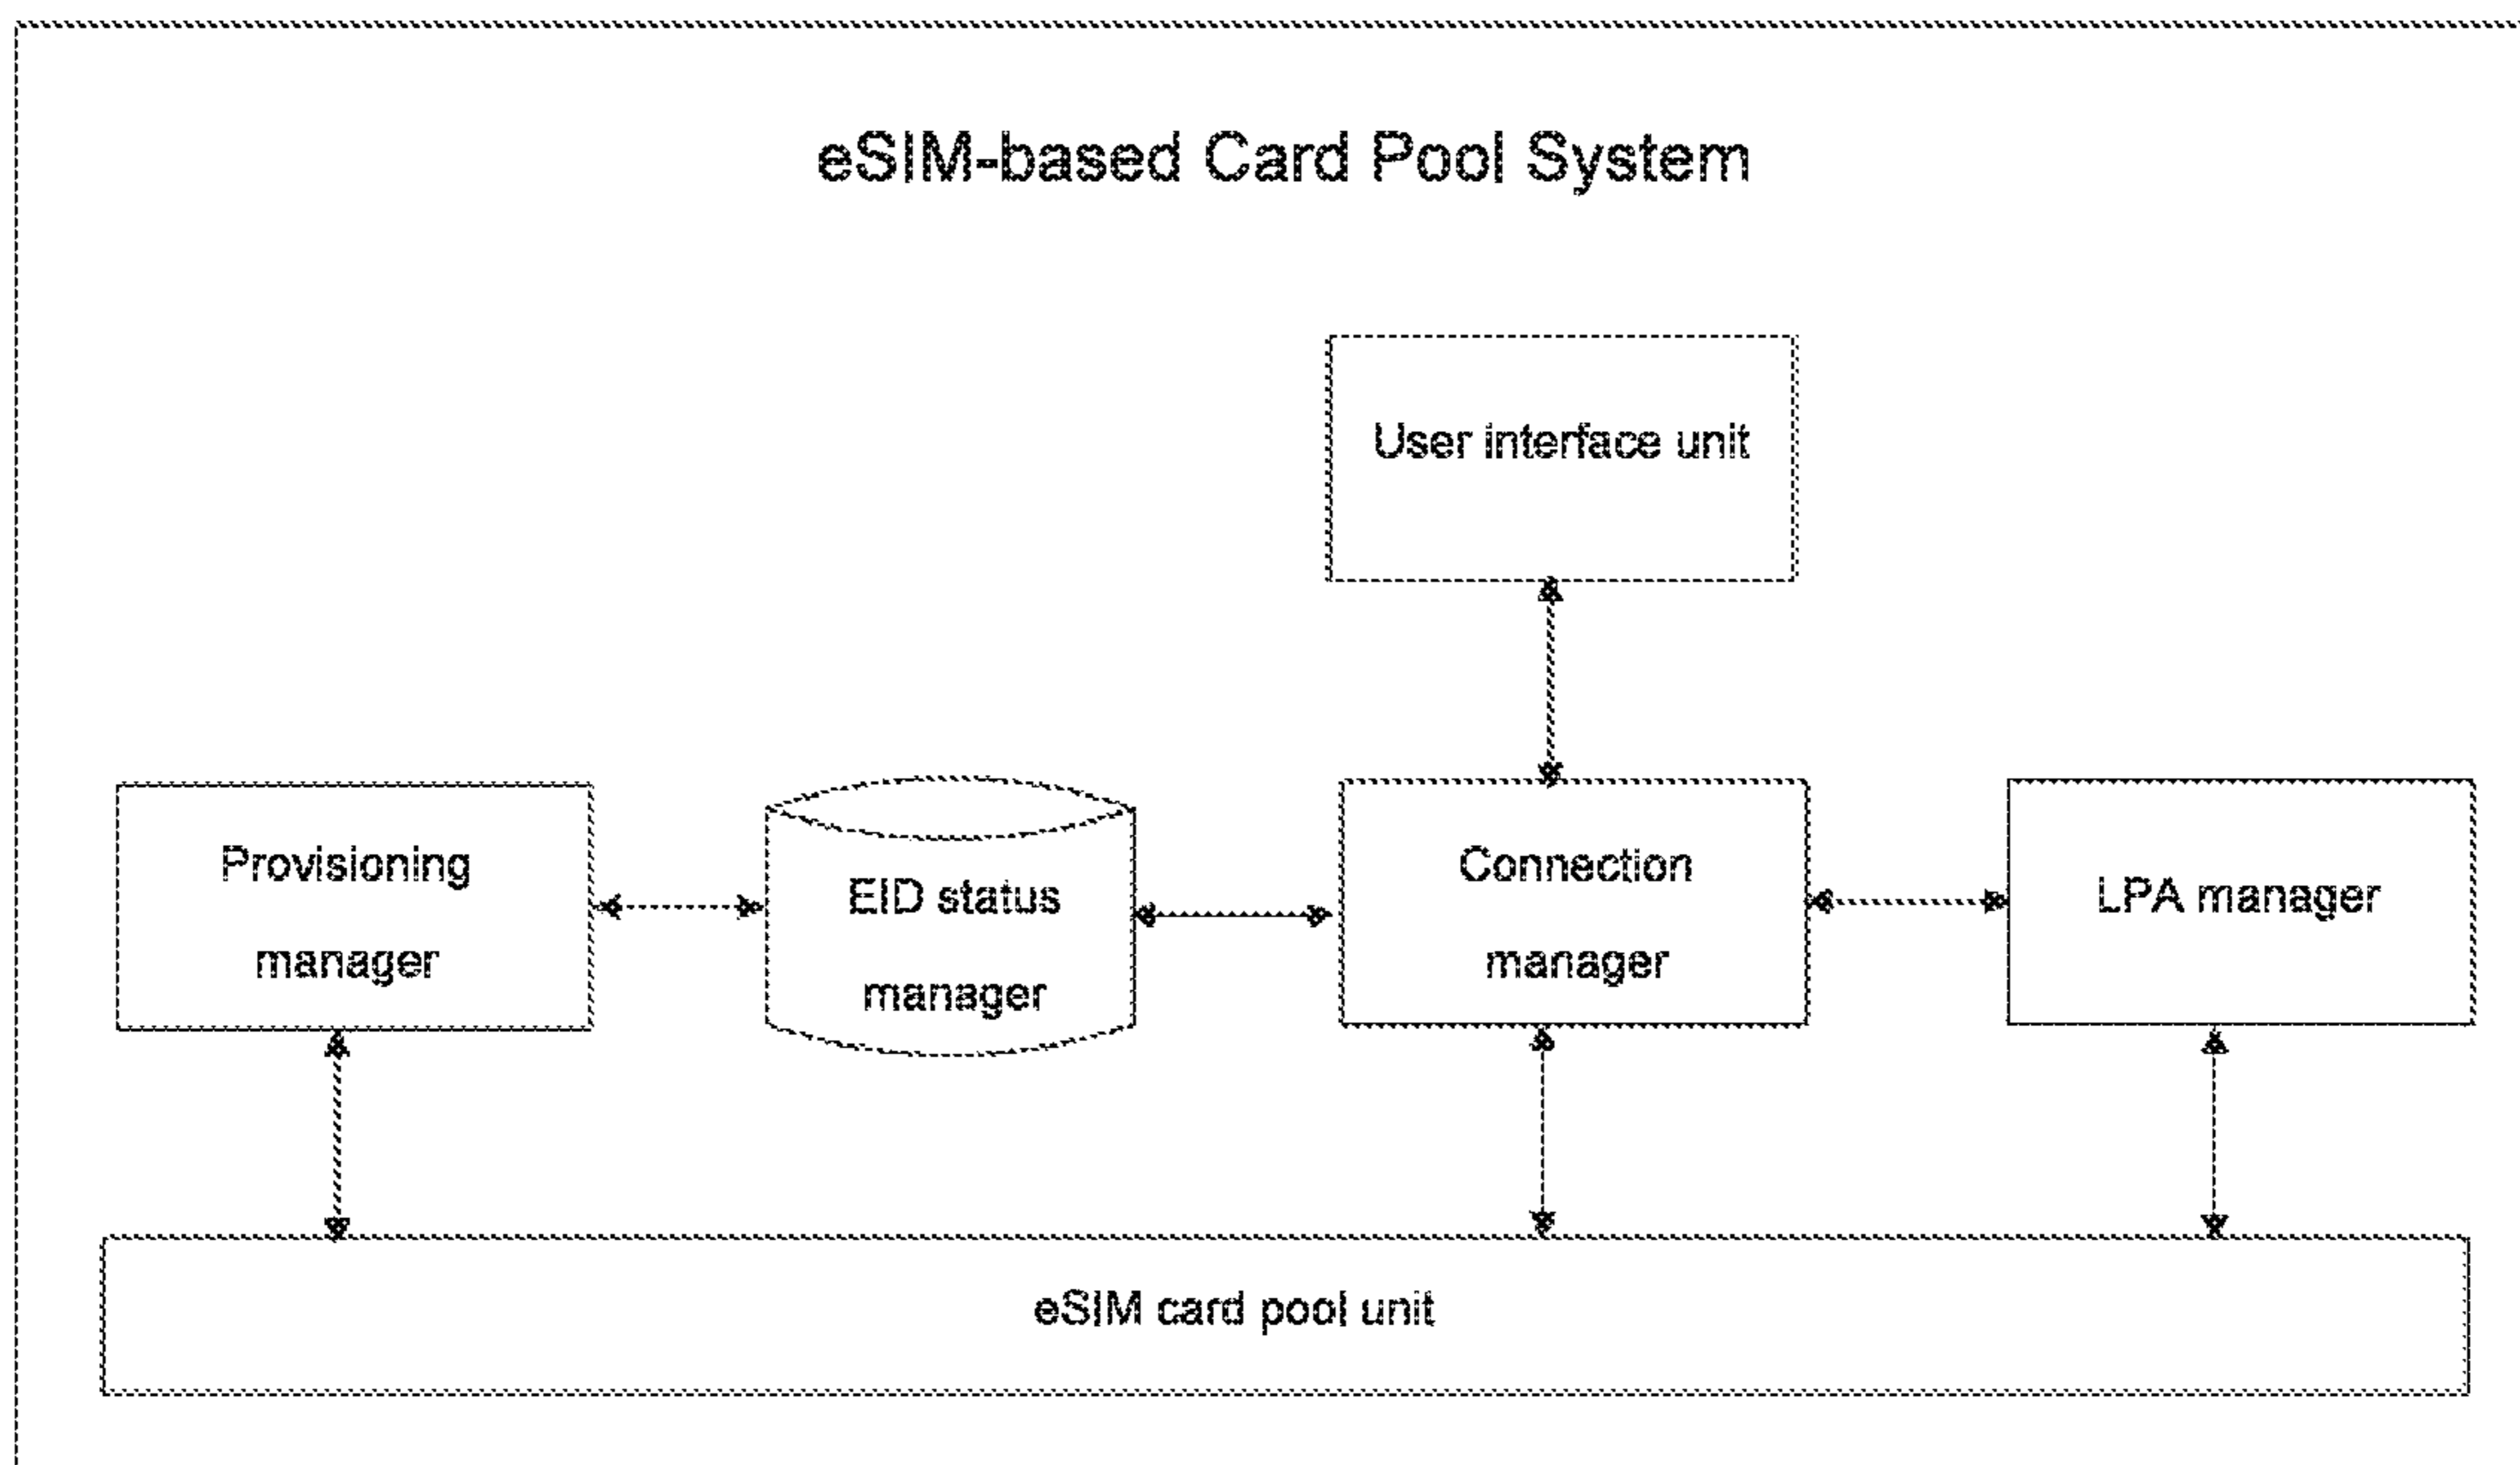 eSIM-based Card Pool System
User interface unit
Provisioning
manager
EID status
manager
Connection
manager
LPA manager
eSIM card pool unit